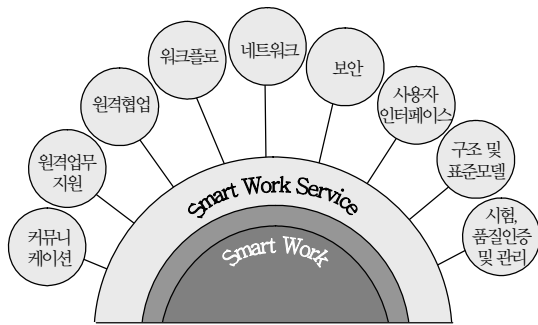 커뮤니
케이션
원격업무
지원
원격협업
워크플로
네트워크
보안
사용자
인터페이스
구조 및
표준모델
시험,
품질인증
및 관리
Smart Work Service
Smart Work